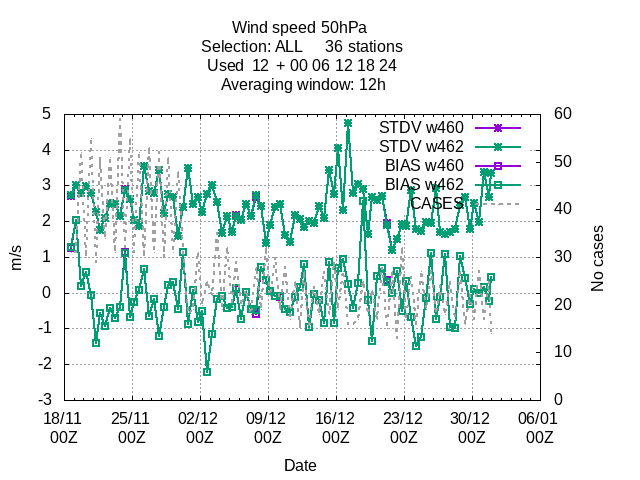 Wind speed 50hPa
Selection: ALL 36 stations
Used 12 + 00 06 12 18 24
Averaging window: 12h
STDV w460
STDV w462
BIAS w460
BIAS w462
CASES
m/s
5
4
3
2
1
0
-1
-2
-3
No cases
60
50
40
30
20
10
0
18/11 25/11 02/12 09/12 16/12 23/12 30/12 06/01
00Z 00Z 00Z 00Z 00Z 00Z 00Z 00Z
Date